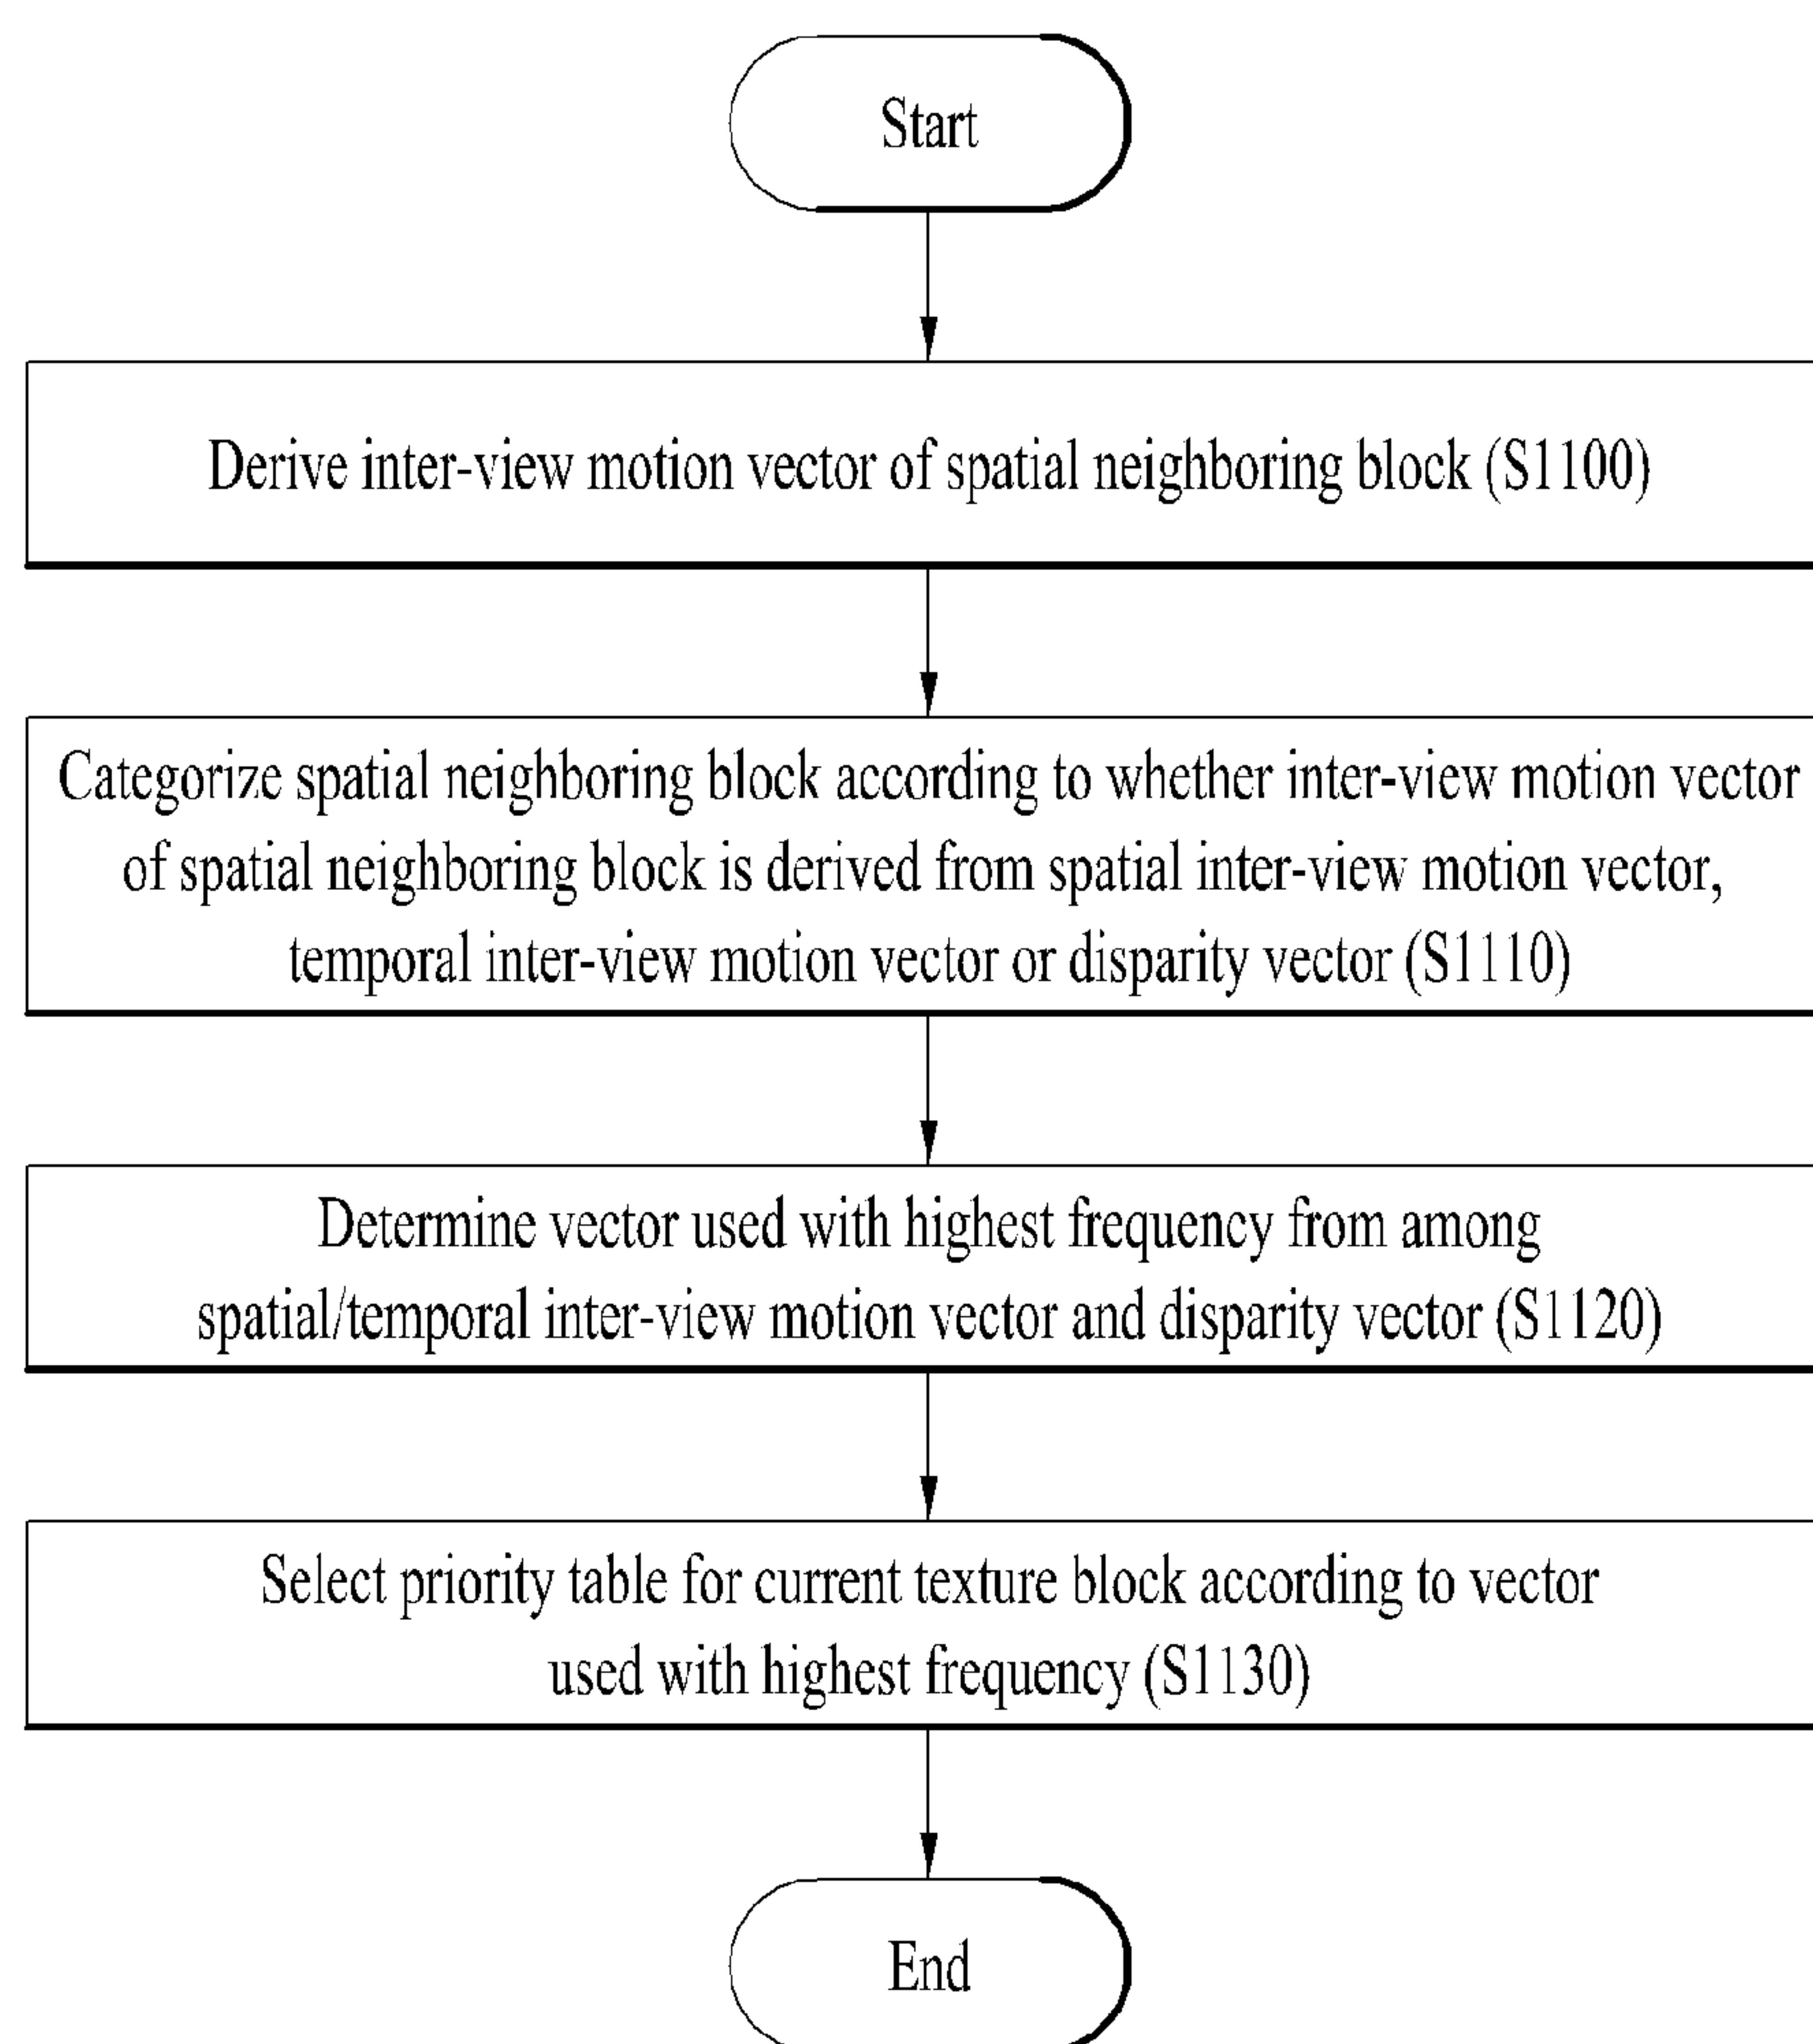 Start
Derive inter-view motion vector of spatial neighboring block (S1100)
Categorize spatial neighboring block according to whether inter-view motion vector
of spatial neighboring block is derived from spatial inter-view motion vector,
temporal inter-view motion vector or disparity vector (S1110)
Determine vector used with highest frequency from among
spatial/temporal inter-view motion vector and disparity vector (S1120)
Select priority table for current texture block according to vector
used with highest frequency (S1130)
End